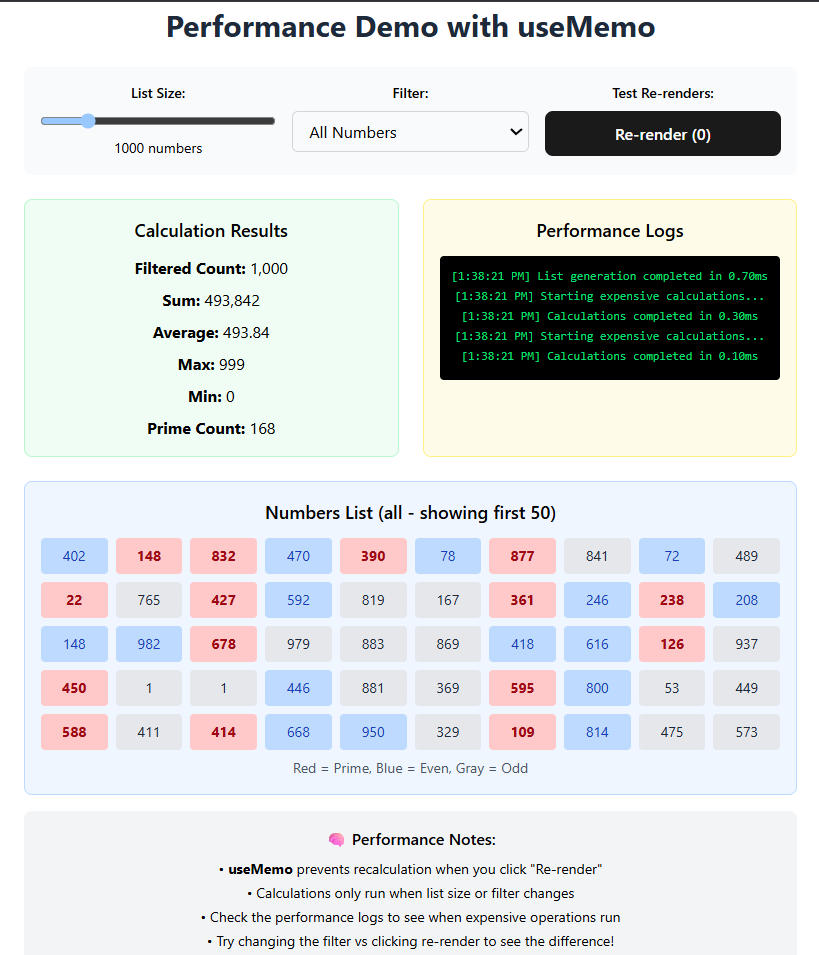 Performance Demo with useMemo
List Size: Filter: Test Re-renders:
All Numbers Re-render (0)
1000 numbers
Calculation Results
Filtered Count: 1,000
Sum: 493,842
Average: 493.84
Max: 999
Min: 0
Prime Count: 168
Performance Logs
[1:38:21 PM] List generation completed in 0.70ms
[1:38:21 PM] Starting expensive calculations...
[1:38:21 PM] Calculations completed in 0.30ms
[1:38:21 PM] Starting expensive calculations...
[1:38:21 PM] Calculations completed in 0.10ms
Numbers List (all - showing first 50)
402 148 832 470 390 78 877 841 72 489
22 765 427 592 819 167 361 246 238 208
148 982 678 979 883 869 418 616 126 937
450 1 1 446 881 369 595 800 53 449
588 411 414 668 950 329 109 814 475 573
Red = Prime, Blue = Even, Gray = Odd
🧠 Performance Notes:
• useMemo prevents recalculation when you click "Re-render"
• Calculations only run when list size or filter changes
• Check the performance logs to see when expensive operations run
• Try changing the filter vs clicking re-render to see the difference!